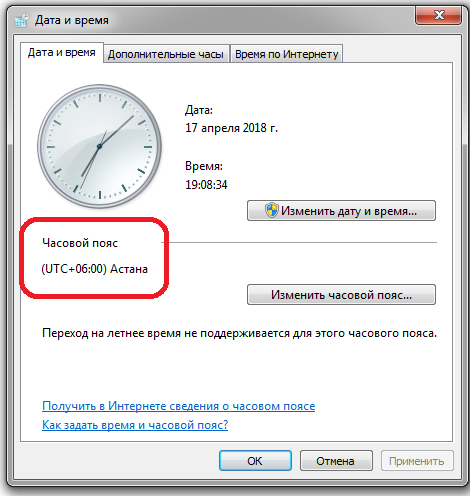 Дата и время
Дата и время
Дополнительные часы
Время по Интернету
Дата:
17 апреля 2018 г.
Время:
19:08:34
Изменить дату и время...
Часовой пояс
(UTC+06:00) Астана
Изменить часовой пояс...
Переход на летнее время не поддерживается для этого часового пояса.
Получить в Интернете сведения о часовом поясе
Как задать время и часовой пояс?
OK
Отмена
Применить